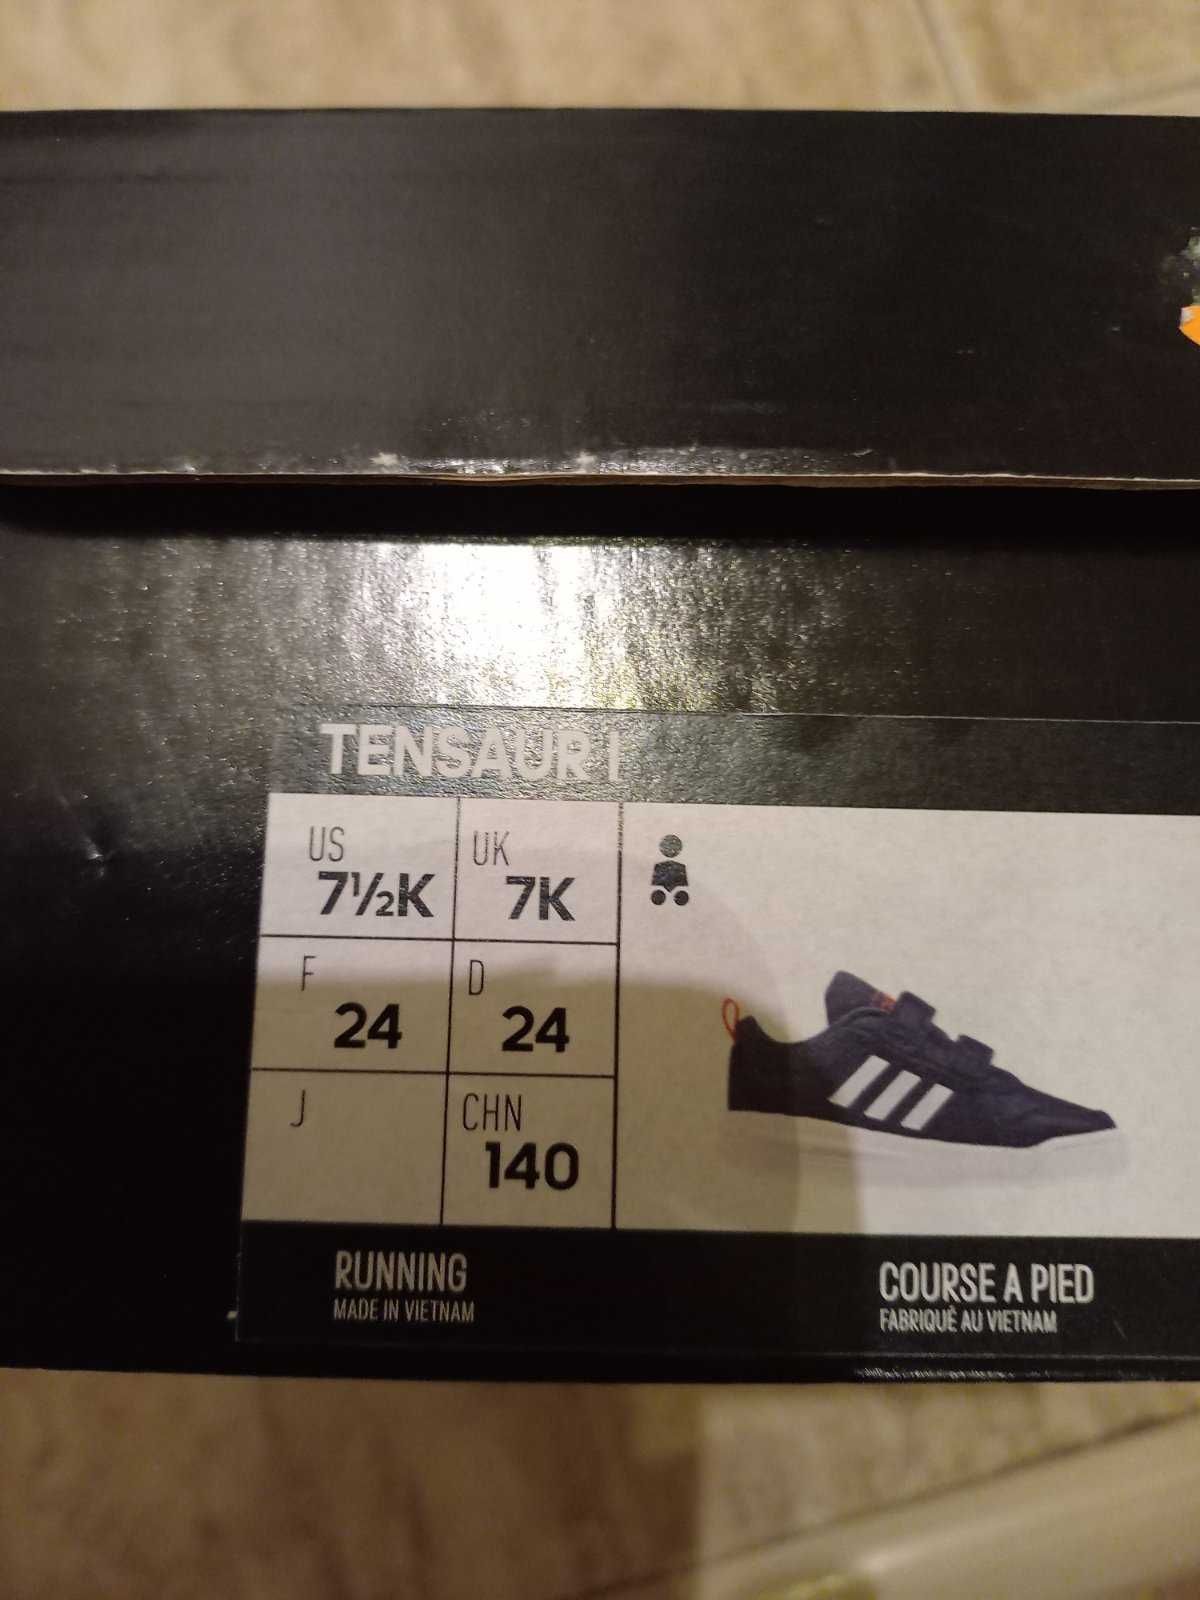 TENSAUR I
US
7½K
UK
7K
F
24
D
24
J
CHN
140
RUNNING
MADE IN VIETNAM
COURSE A PIED
FABRIQUÉ AU VIETNAM